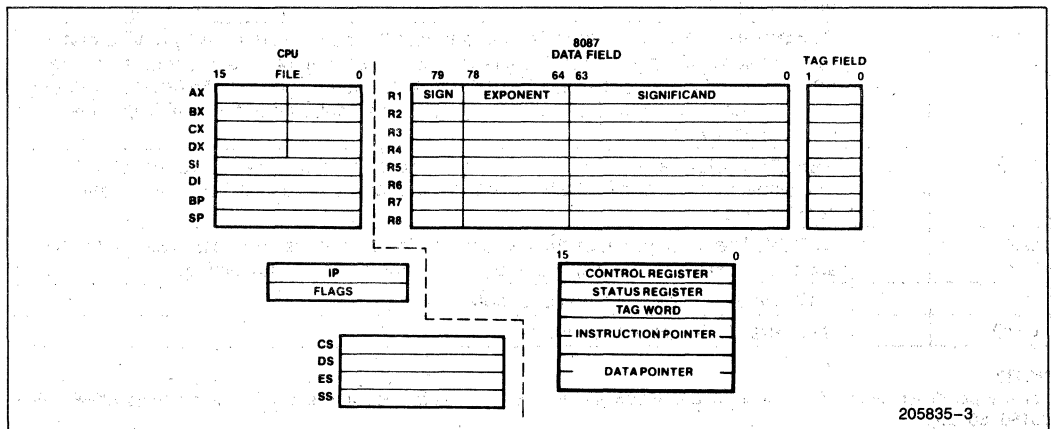 CPU
FILE
15 0
AX
BX
CX
DX
SI
DI
BP
SP
IP
FLAGS
CS
DS
ES
SS
8087
DATA FIELD
79 78 64 63 0
R1 SIGN EXPONENT SIGNIFICAND
R2
R3
R4
R5
R6
R7
R8
TAG FIELD
1 0
15 0
CONTROL REGISTER
STATUS REGISTER
TAG WORD
INSTRUCTION POINTER
DATA POINTER
205835-3